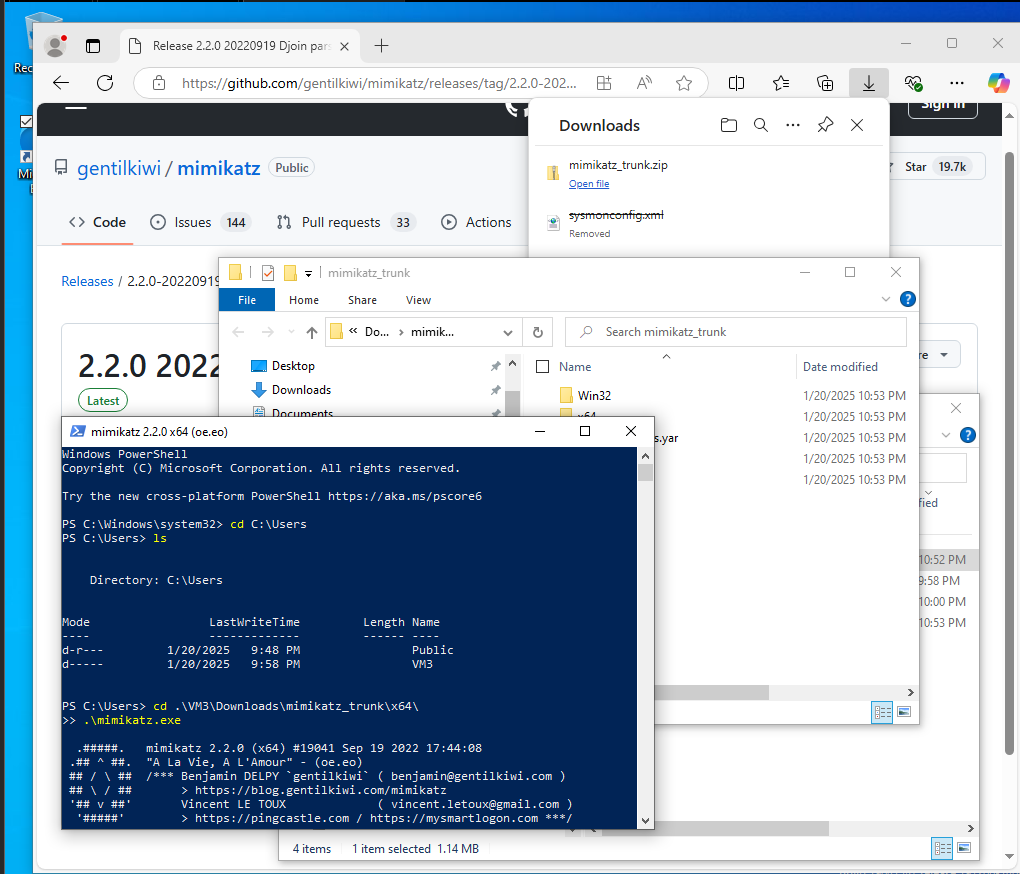 Release 2.2.0 20220919 Djoin par
https://github.com/gentilkiwi/mimikatz/releases/tag/2.2.0-202...
Sign in
Downloads
mimikatz_trunk.zip
Open file
sysmonconfig.xml
Removed
gentilkiwi / mimikatz Public
Star 19.7k
Code Issues 144 Pull requests 33 Actions
Releases / 2.2.0-20220919
2.2.0 2022
Latest
mimikatz_trunk
File Home Share View
« Do... › mimik...
Search mimikatz_trunk
Desktop
Downloads
Documents
Name Date modified
Win32 1/20/2025 10:53 PM
x64 1/20/2025 10:53 PM
s.yar 1/20/2025 10:53 PM
1/20/2025 10:53 PM
1/20/2025 10:53 PM
10:52 PM
9:58 PM
10:00 PM
10:53 PM
mimikatz 2.2.0 x64 (oe.eo)
Windows PowerShell
Copyright (C) Microsoft Corporation. All rights reserved.
Try the new cross-platform PowerShell https://aka.ms/pscore6
PS C:\Windows\system32> cd C:\Users
PS C:\Users> ls
Directory: C:\Users
Mode LastWriteTime Length Name
---- ------------- ------ ----
d-r--- 1/20/2025 9:48 PM Public
d----- 1/20/2025 9:58 PM VM3
PS C:\Users> cd .\VM3\Downloads\mimikatz_trunk\x64\
>> .\mimikatz.exe
.#####. mimikatz 2.2.0 (x64) #19041 Sep 19 2022 17:44:08
.## ^ ##. "A La Vie, A L'Amour" - (oe.eo)
## / \ ## /*** Benjamin DELPY `gentilkiwi` ( benjamin@gentilkiwi.com )
## \ / ## > https://blog.gentilkiwi.com/mimikatz
'## v ##' Vincent LE TOUX ( vincent.letoux@gmail.com )
'#####' > https://pingcastle.com / https://mysmartlogon.com ***/
4 items 1 item selected 1.14 MB